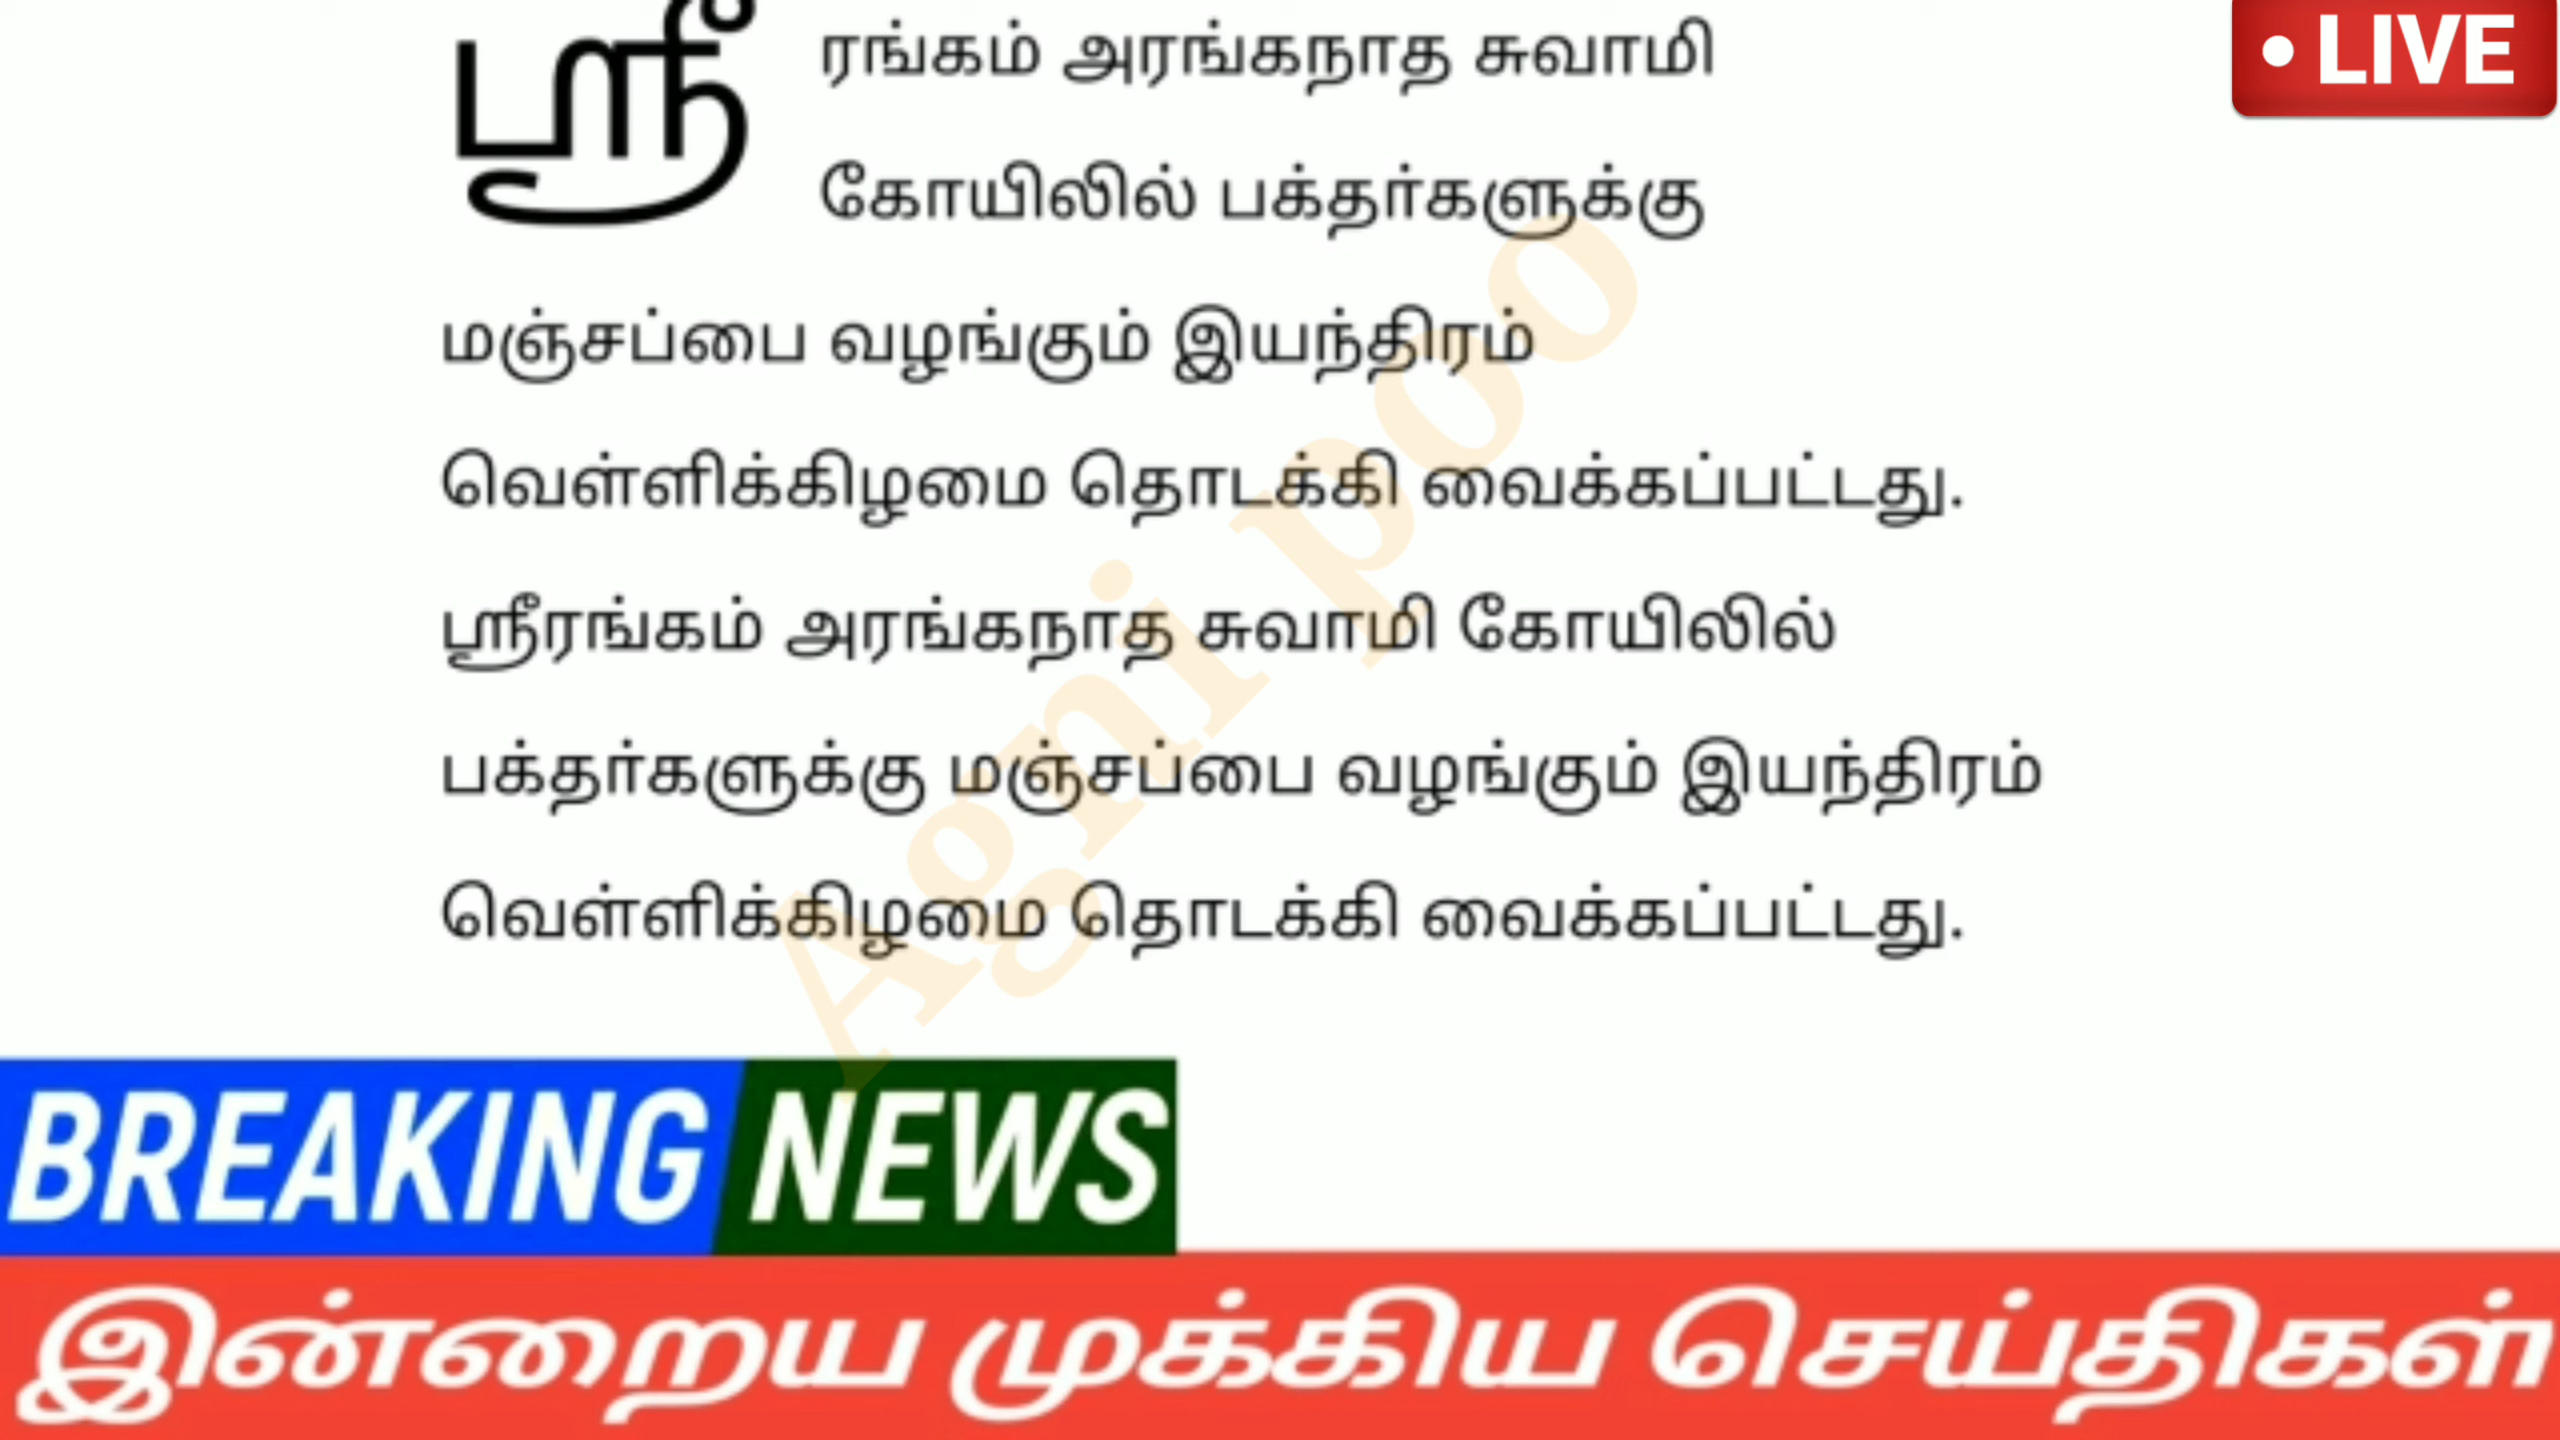 • LIVE
ஸ்ரீரங்கம் அரங்கநாத சுவாமி
கோயிலில் பக்தர்களுக்கு
மஞ்சப்பை வழங்கும் இயந்திரம்
வெள்ளிக்கிழமை தொடக்கி வைக்கப்பட்டது.
ஸ்ரீரங்கம் அரங்கநாத சுவாமி கோயிலில்
பக்தர்களுக்கு மஞ்சப்பை வழங்கும் இயந்திரம்
வெள்ளிக்கிழமை தொடக்கி வைக்கப்பட்டது.
Agni poo
BREAKING NEWS
இன்றைய முக்கிய செய்திகள்